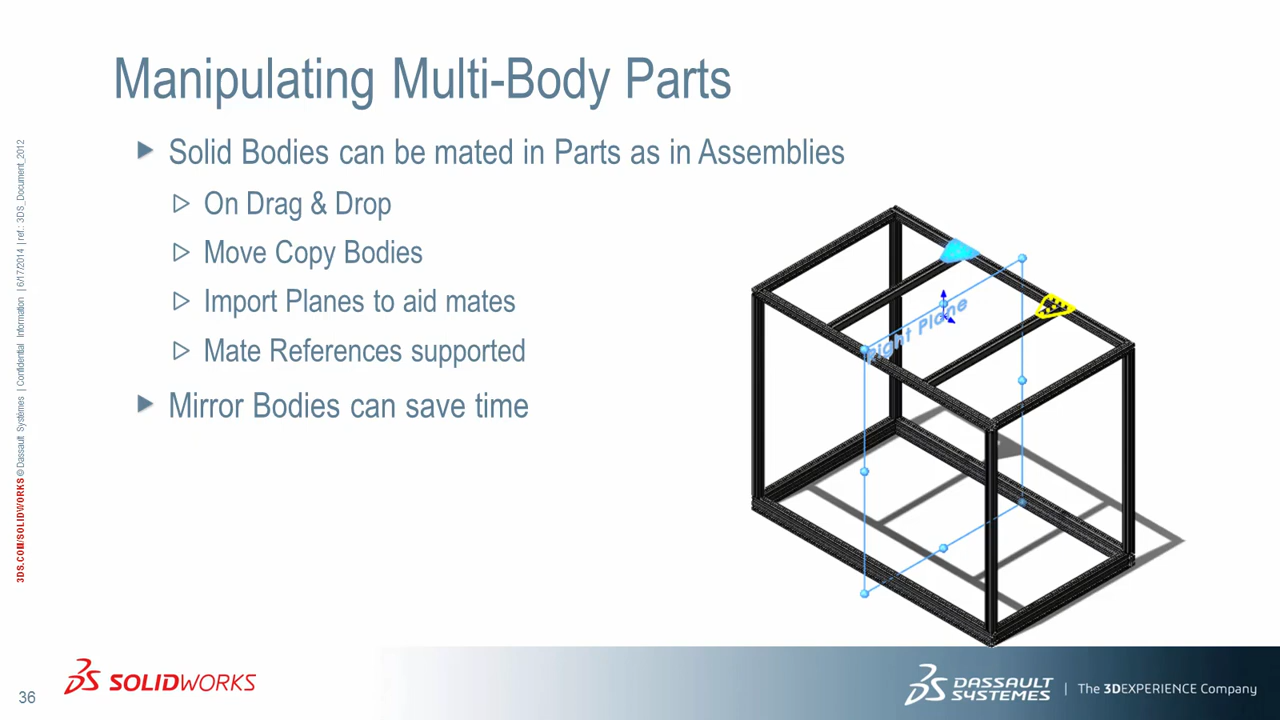 Manipulating Multi-Body Parts
Solid Bodies can be mated in Parts as in Assemblies
On Drag & Drop
Move Copy Bodies
Import Planes to aid mates
Mate References supported
Mirror Bodies can save time
Right Plane
3DS.COM/SOLIDWORKS © Dassault Systèmes | Confidential Information | 6/17/2014 | ref.: 3DS_Document_2012
36
SOLIDWORKS
DASSAULT SYSTEMES | The 3DEXPERIENCE Company